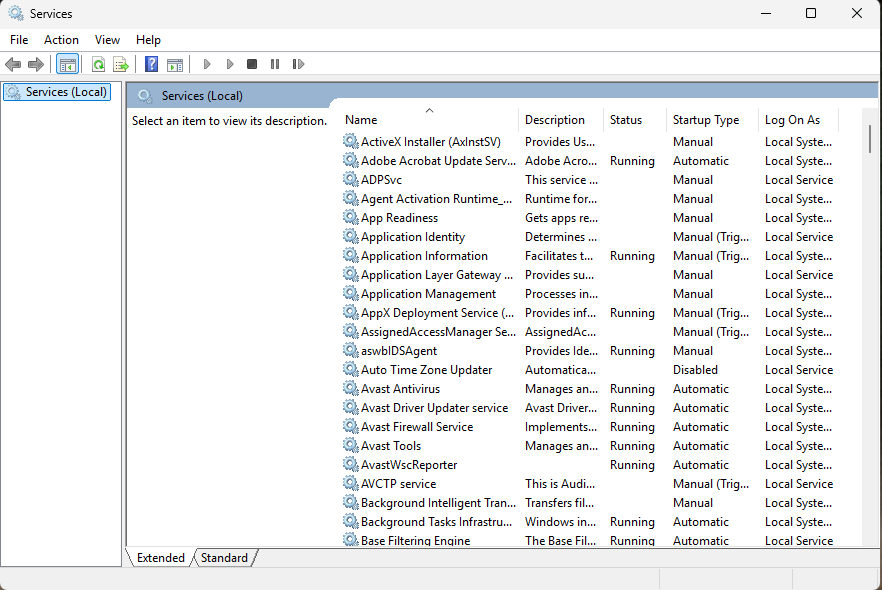 Services
File Action View Help
Services (Local)
Services (Local)
Select an item to view its description.
Name Description Status Startup Type Log On As
ActiveX Installer (AxInstSV) Provides Us... Manual Local Syste...
Adobe Acrobat Update Serv... Adobe Acro... Running Automatic Local Syste...
ADPSvc This service ... Manual Local Service
Agent Activation Runtime_... Runtime for... Manual Local Syste...
App Readiness Gets apps re... Manual Local Syste...
Application Identity Determines ... Manual (Trig... Local Service
Application Information Facilitates t... Running Manual (Trig... Local Syste...
Application Layer Gateway ... Provides su... Manual Local Service
Application Management Processes in... Manual Local Syste...
AppX Deployment Service (... Provides inf... Running Manual (Trig... Local Syste...
AssignedAccessManager Se... AssignedAc... Manual (Trig... Local Syste...
aswbIDSAgent Provides Ide... Running Manual Local Syste...
Auto Time Zone Updater Automatica... Disabled Local Service
Avast Antivirus Manages an... Running Automatic Local Syste...
Avast Driver Updater service Avast Driver... Running Automatic Local Syste...
Avast Firewall Service Implements... Running Automatic Local Syste...
Avast Tools Manages an... Running Automatic Local Syste...
AvastWscReporter Running Automatic Local Syste...
AVCTP service This is Audi... Manual (Trig... Local Service
Background Intelligent Tran... Transfers fil... Manual Local Syste...
Background Tasks Infrastru... Windows in... Running Automatic Local Syste...
Base Filtering Engine The Base Fil... Running Automatic Local Service
Extended Standard